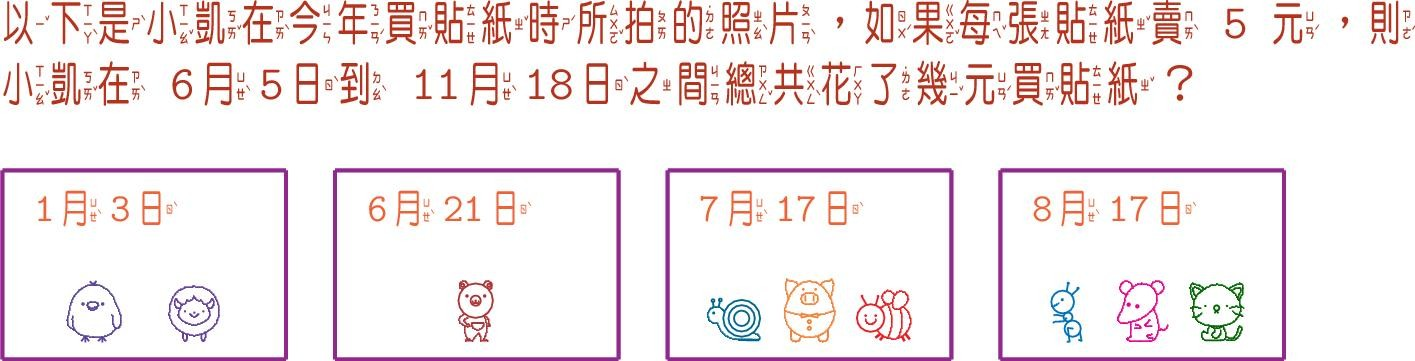 以下是小凱在今年買貼紙時所拍的照片，如果每張貼紙賣 5 元，則
小凱在 6月5日到 11月18日之間總共花了幾元買貼紙？
1月3日
6月21日
7月17日
8月17日